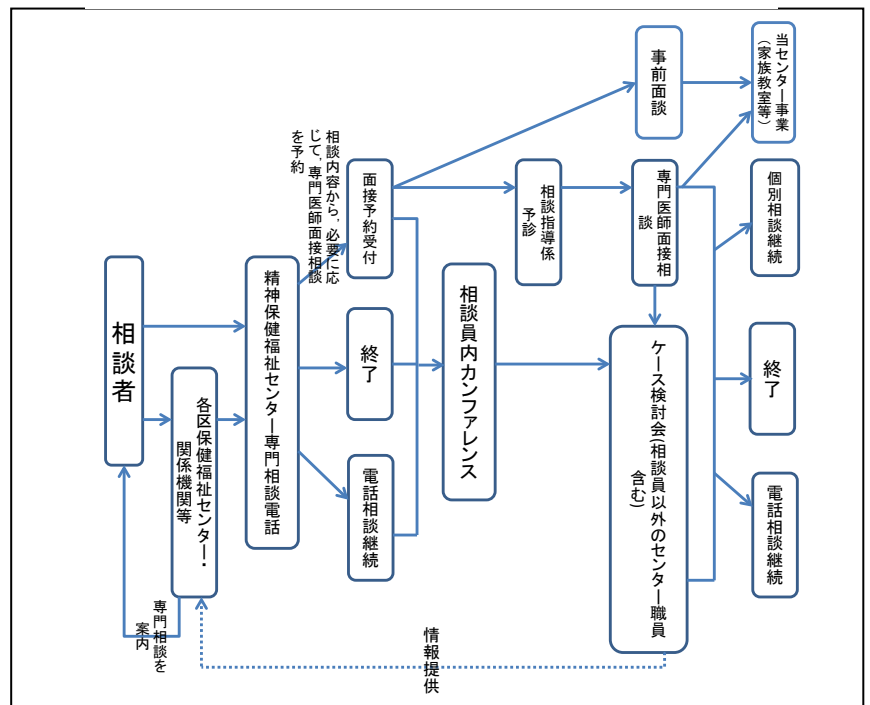 相談者
各区保健福祉センター・
関係機関等
専門相談を
案内
精神保健福祉センター専門相談電話
相談内容から、必要に応
じて、専門医師面接相談
を予約
面接予約受付
終了
電話相談継続
相談員内カンファレンス
情報提供
事前面談
相談指導係
予診
専門医師面接相
談
ケース検討会(相談員以外のセンター職員
含む)
当センター事業
(家族教室等)
個別相談継続
終了
電話相談継続